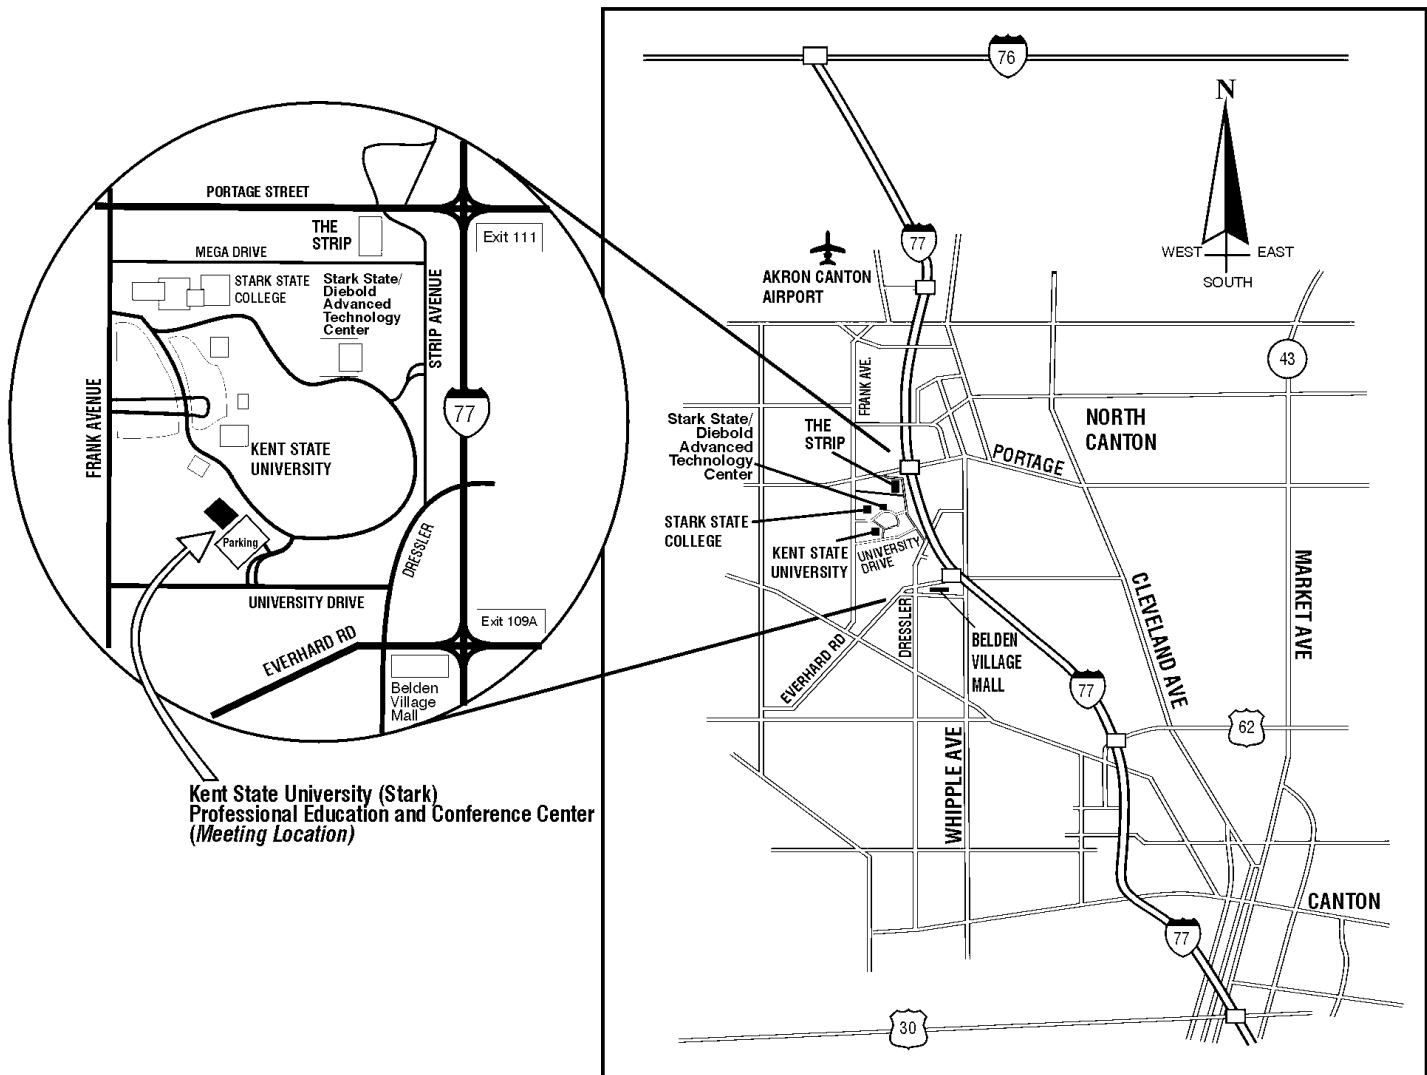 PORTAGE STREET
THE
STRIP
Exit 111
MEGA DRIVE
STARK STATE
COLLEGE
Stark State/
Diebold
Advanced
Technology
Center
STRIP AVENUE
FRANK AVENUE
77
KENT STATE
UNIVERSITY
Parking
DRESSLER
UNIVERSITY DRIVE
EVERHARD RD
Exit 109A
Belden
Village
Mall
Kent State University (Stark)
Professional Education and Conference Center
(Meeting Location)
76
N
WEST
EAST
SOUTH
77
AKRON CANTON
AIRPORT
43
FRANK AVE.
NORTH
CANTON
Stark State/
Diebold
Advanced
Technology
Center
THE
STRIP
PORTAGE
STARK STATE
COLLEGE
KENT STATE
UNIVERSITY
UNIVERSITY
DRIVE
MARKET AVE
CLEVELAND AVE
DRESSLER
EVERHARD RD
BELDEN
VILLAGE
MALL
77
62
WHIPPLE AVE
CANTON
77
30